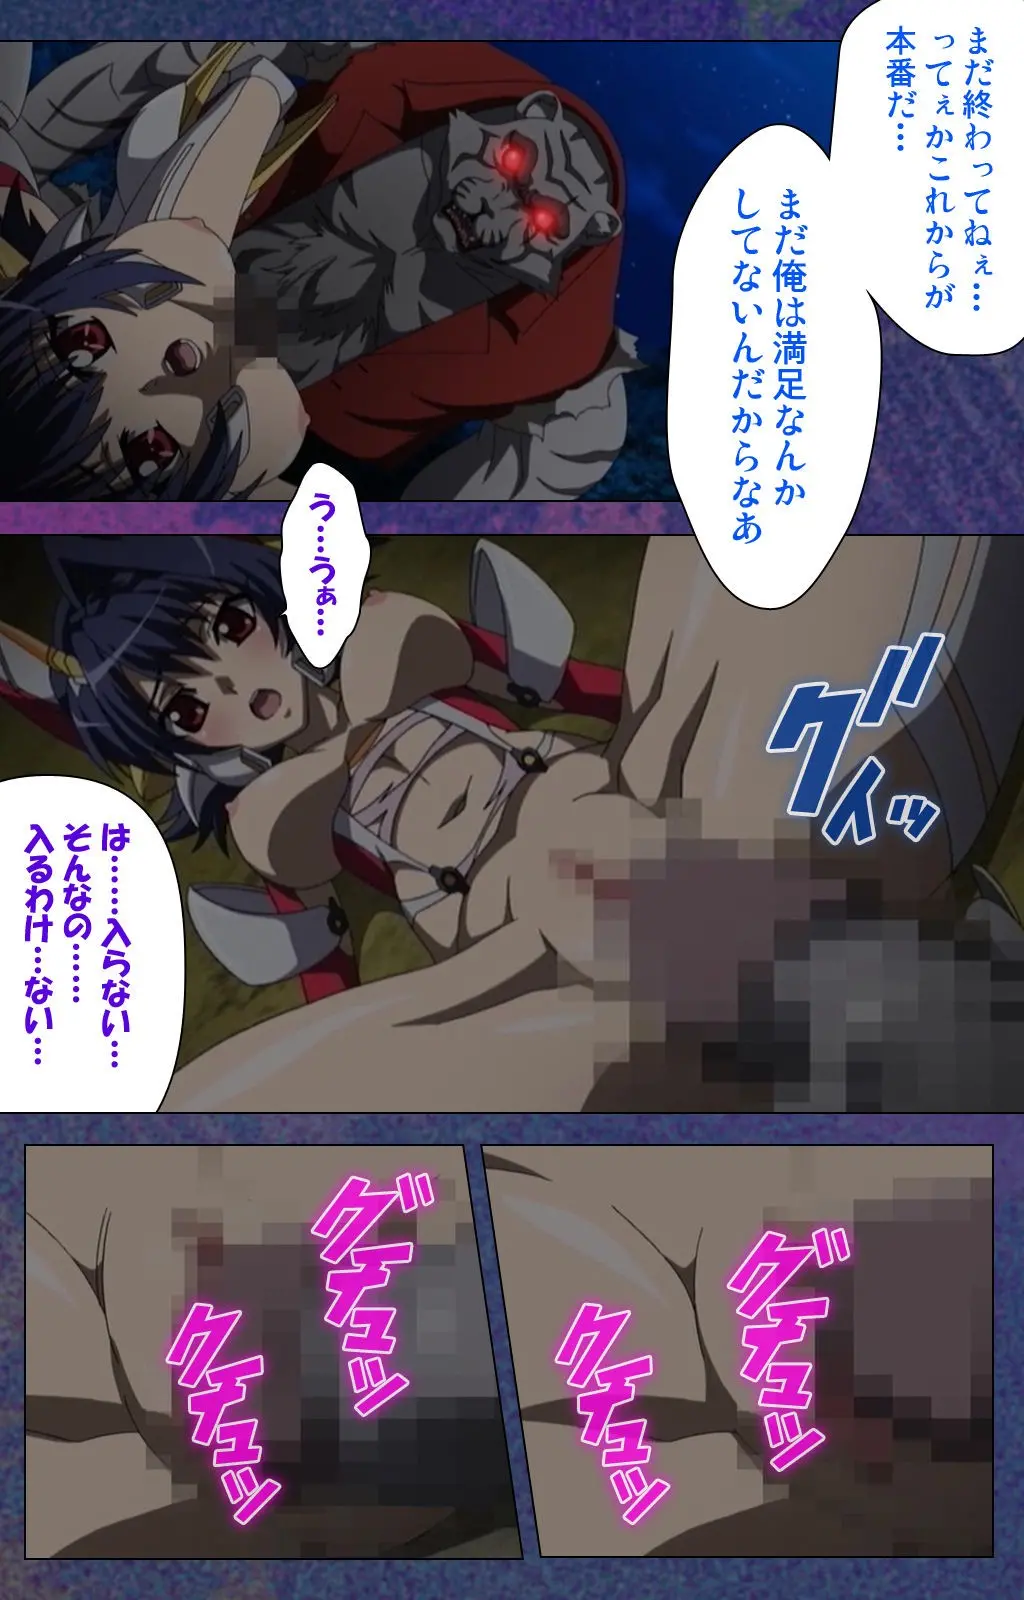 まだ終わってねぇ…
ってぇかこれからが
本番だ…
まだ俺は満足なんか
してないんだからなあ
う…うぁ…
グイッ
は……入らない…
そんなの……
入るわけ…ない…
グチュッ
グチュッ
グチュッ
グチュッ